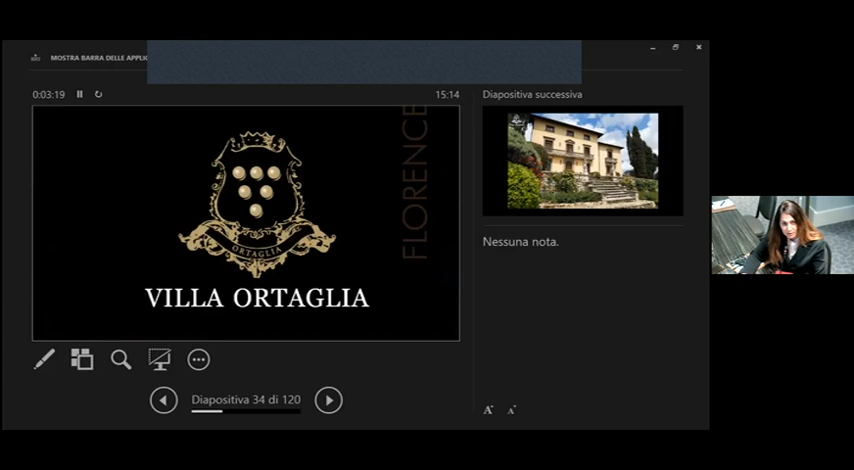 MOSTRA BARRA DELLE APPLIC
0:03:19
15:14
Diapositiva successiva
FLORENCE
ORTAGLIA
VILLA ORTAGLIA
Nessuna nota.
Diapositiva 34 di 120
A A